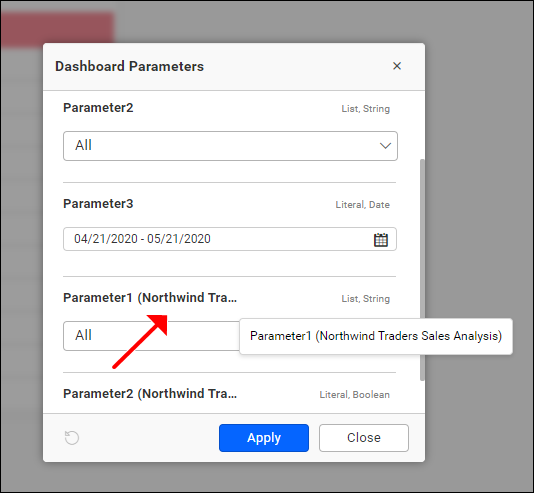 Dashboard Parameters ×
Parameter2 List, String
All
Parameter3 Literal, Date
04/21/2020 - 05/21/2020
Parameter1 (Northwind Tra... List, String
All
Parameter1 (Northwind Traders Sales Analysis)
Parameter2 (Northwind Tra... Literal, Boolean
Apply Close